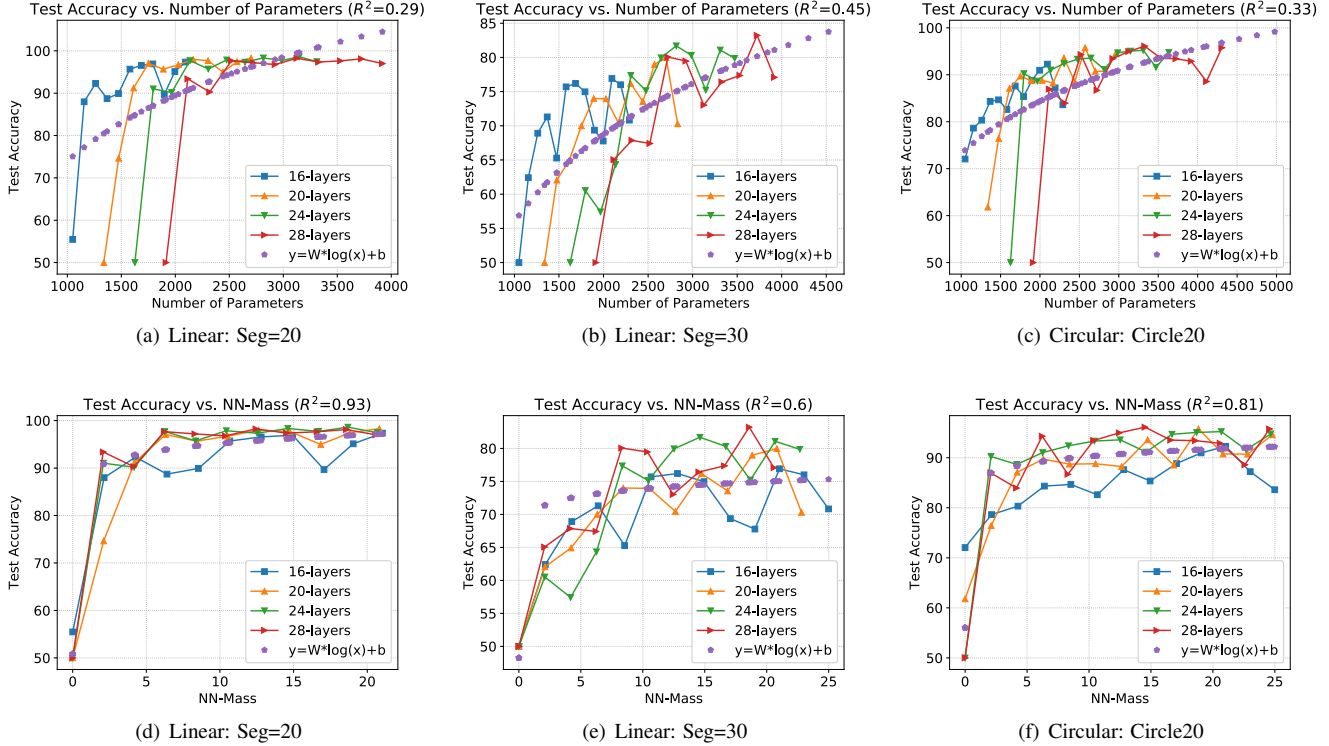 Test Accuracy vs. Number of Parameters (R²=0.29)
Test Accuracy
100
90
80
70
60
50
16-layers
20-layers
24-layers
28-layers
y=W*log(x)+b
1000 1500 2000 2500 3000 3500 4000
Number of Parameters
(a) Linear: Seg=20
Test Accuracy vs. Number of Parameters (R²=0.45)
Test Accuracy
85
80
75
70
65
60
55
50
16-layers
20-layers
24-layers
28-layers
y=W*log(x)+b
1000 1500 2000 2500 3000 3500 4000 4500
Number of Parameters
(b) Linear: Seg=30
Test Accuracy vs. Number of Parameters (R²=0.33)
Test Accuracy
100
90
80
70
60
50
16-layers
20-layers
24-layers
28-layers
y=W*log(x)+b
1000 1500 2000 2500 3000 3500 4000 4500 5000
Number of Parameters
(c) Circular: Circle20
Test Accuracy vs. NN-Mass (R²=0.93)
Test Accuracy
100
90
80
70
60
50
16-layers
20-layers
24-layers
28-layers
y=W*log(x)+b
0 5 10 15 20
NN-Mass
(d) Linear: Seg=20
Test Accuracy vs. NN-Mass (R²=0.6)
Test Accuracy
80
75
70
65
60
55
50
16-layers
20-layers
24-layers
28-layers
y=W*log(x)+b
0 5 10 15 20 25
NN-Mass
(e) Linear: Seg=30
Test Accuracy vs. NN-Mass (R²=0.81)
Test Accuracy
90
80
70
60
50
16-layers
20-layers
24-layers
28-layers
y=W*log(x)+b
0 5 10 15 20 25
NN-Mass
(f) Circular: Circle20